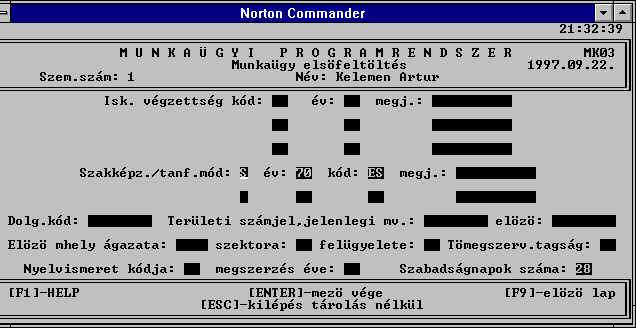 Norton Commander
21:32:39
MUNKAÜGYI PROGRAMRENDSZER MK03
Munkaügy elsöfeltöltés 1997.09.22.
Szem.szám: 1 Név: Kelemen Artur
Isk. végzettség kód: év: megj.:
Szakképz./tanf.mód: S év: 70 kód: ES megj.:
Dolg.kód: Területi számjel,jelenlegi mv.: elözö:
Elözö mhely ágazata: szektora: felügyelete: Tömegszerv.tagság:
Nyelvismeret kódja: megszerzés éve: Szabadságnapok száma: 28
[F1]-HELP [ENTER]-mezö vége [F9]-elözö lap
[ESC]-kilépés tárolás nélkül